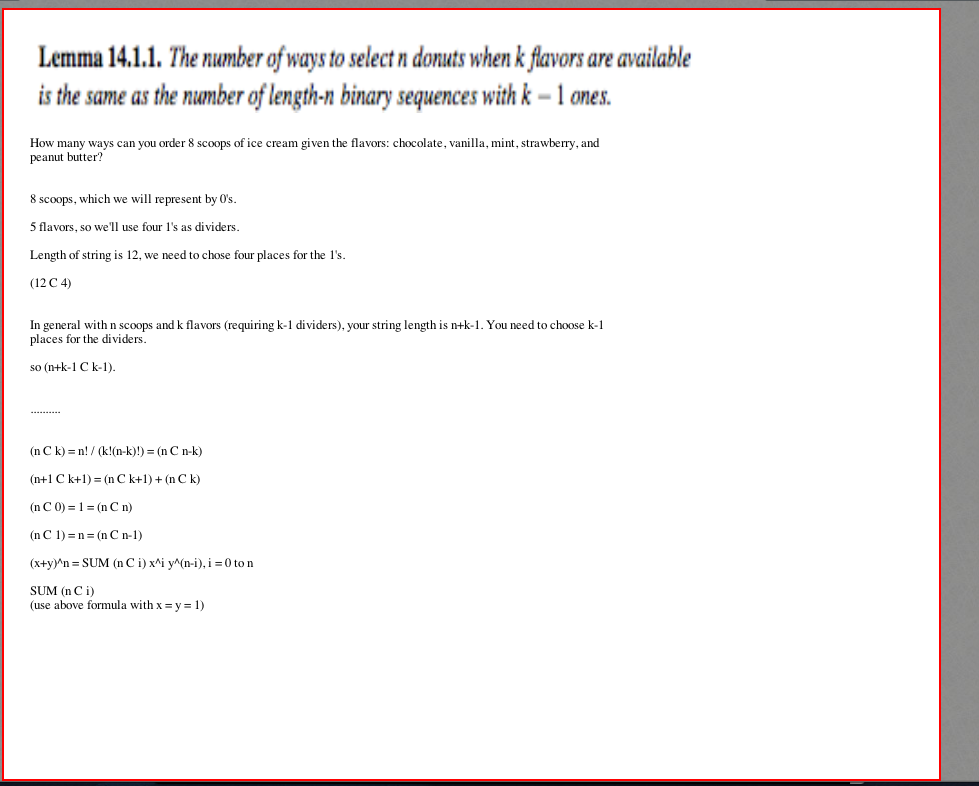 Lemma 14.1.1. The number of ways to select n donuts when k flavors are available
is the same as the number of length-n binary sequences with k − 1 ones.
How many ways can you order 8 scoops of ice cream given the flavors: chocolate, vanilla, mint, strawberry, and
peanut butter?
8 scoops, which we will represent by 0's.
5 flavors, so we'll use four 1's as dividers.
Length of string is 12, we need to chose four places for the 1's.
(12 C 4)
In general with n scoops and k flavors (requiring k-1 dividers), your string length is n+k-1. You need to choose k-1
places for the dividers.
so (n+k-1 C k-1).
..........
(n C k) = n! / (k!(n-k)!) = (n C n-k)
(n+1 C k+1) = (n C k+1) + (n C k)
(n C 0) = 1 = (n C n)
(n C 1) = n = (n C n-1)
(x+y)^n = SUM (n C i) x^i y^(n-i), i = 0 to n
SUM (n C i)
(use above formula with x = y = 1)